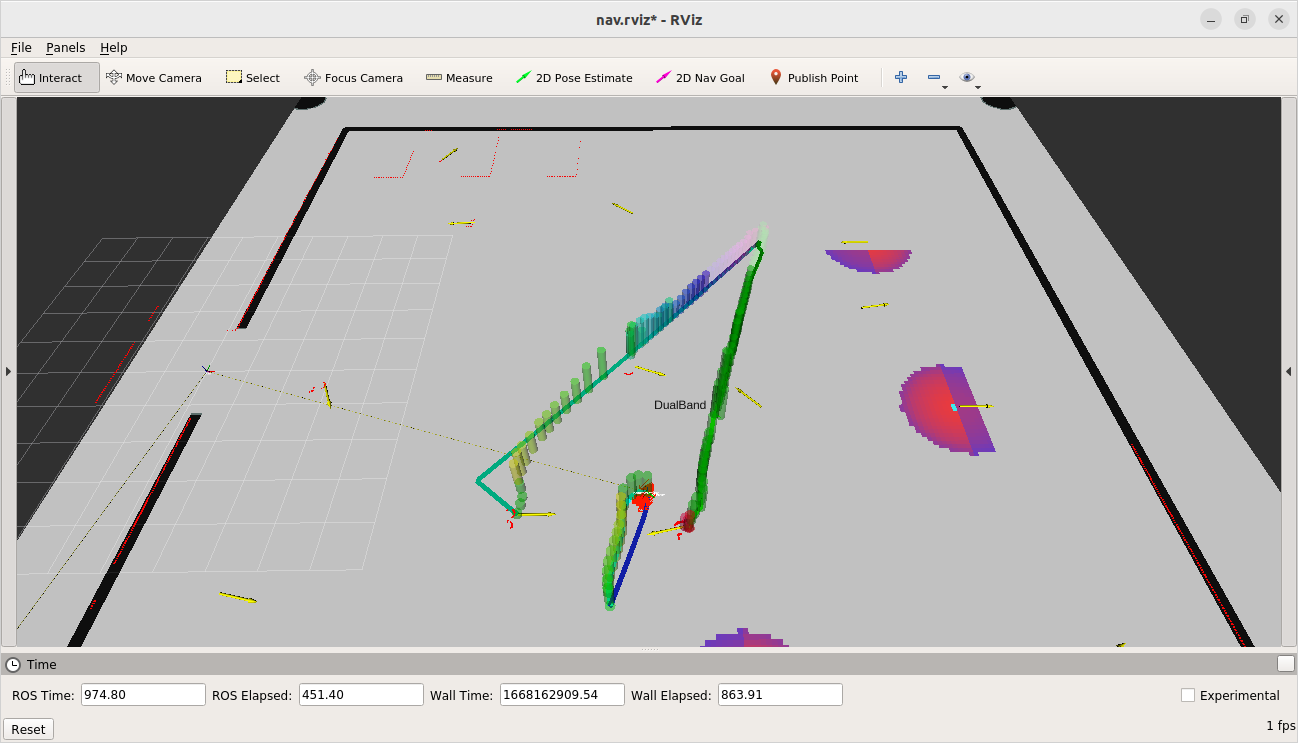 nav.rviz* - RViz
File Panels Help
Interact Move Camera Select Focus Camera Measure 2D Pose Estimate 2D Nav Goal Publish Point
DualBand
Time
ROS Time: 974.80 ROS Elapsed: 451.40 Wall Time: 1668162909.54 Wall Elapsed: 863.91 Experimental
Reset 1 fps